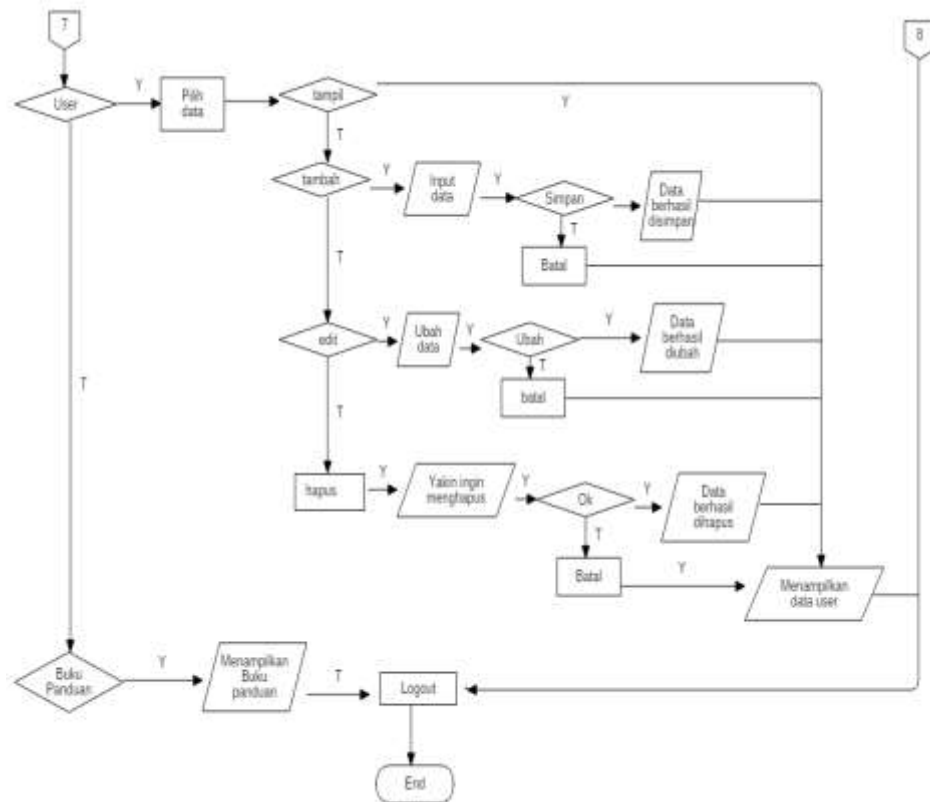 7
8
User
Y
Pilih
data
tampil
Y
T
tambah
Y
Input
data
Y
Simpan
Data
berhasil
disimpan
T
Batal
T
edit
Y
Ubah
data
Y
Ubah
Y
Data
berhasil
diubah
T
batal
T
T
hapus
Y
Yakin ingin
menghapus
Y
Ok
Y
Data
berhasil
dihapus
T
Batal
Y
Menampilkan
data user
Buku
Panduan
Y
Menampilkan
Buku
panduan
T
Logout
End